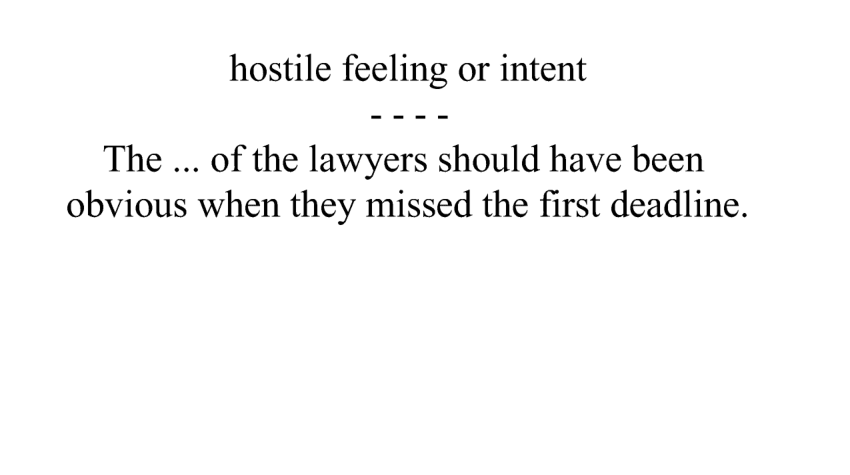 hostile feeling or intent
- - - -
The ... of the lawyers should have been
obvious when they missed the first deadline.